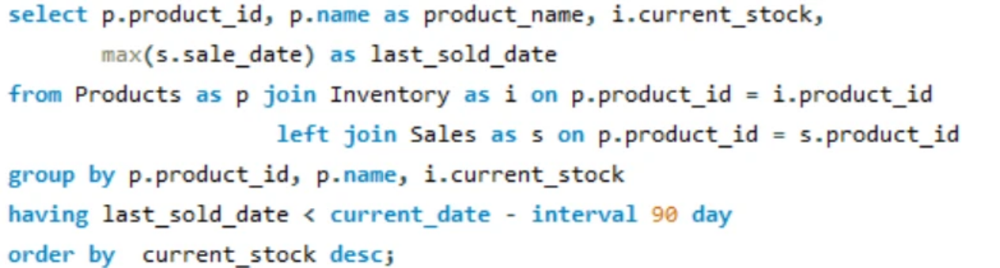 select p.product_id, p.name as product_name, i.current_stock,
max(s.sale_date) as last_sold_date
from Products as p join Inventory as i on p.product_id = i.product_id
left join Sales as s on p.product_id = s.product_id
group by p.product_id, p.name, i.current_stock
having last_sold_date < current_date - interval 90 day
order by  current_stock desc;